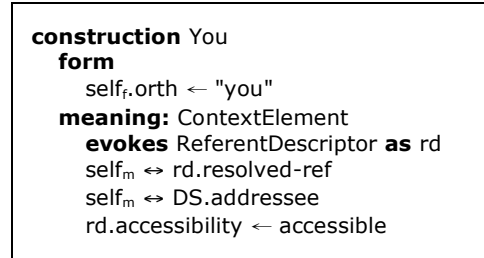 construction You
form
selff.orth ← "you"
meaning: ContextElement
evokes ReferentDescriptor as rd
selfm ↔ rd.resolved-ref
selfm ↔ DS.addressee
rd.accessibility ← accessible